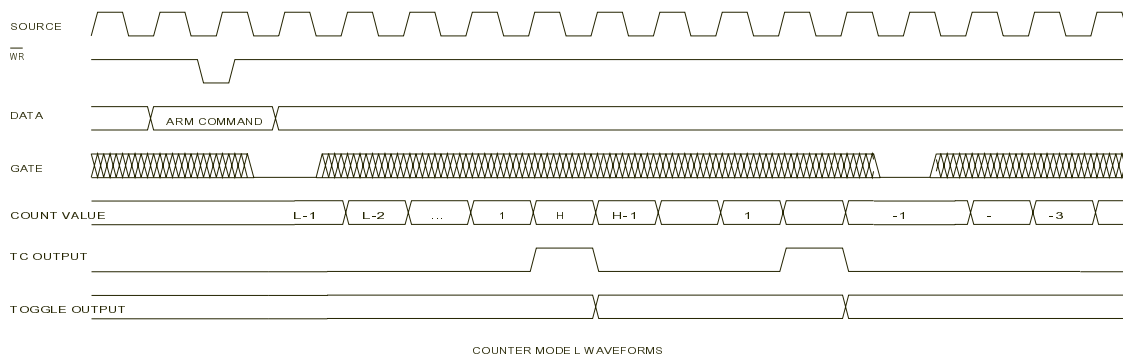 SOURCE
WR
DATA
ARM COMMAND
GATE
COUNT VALUE L-1 L-2 ... 1 H H-1 1 -1 - -3
TC OUTPUT
TOGGLE OUTPUT
COUNTER MODE L WAVEFORMS